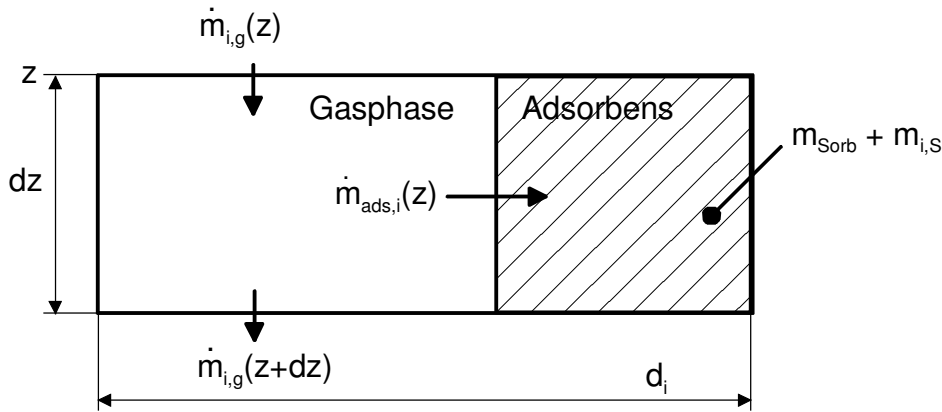 ṁi,g(z)
z
Gasphase
Adsorbens
mSorb + mi,S
dz
ṁads,i(z)
ṁi,g(z+dz)
di